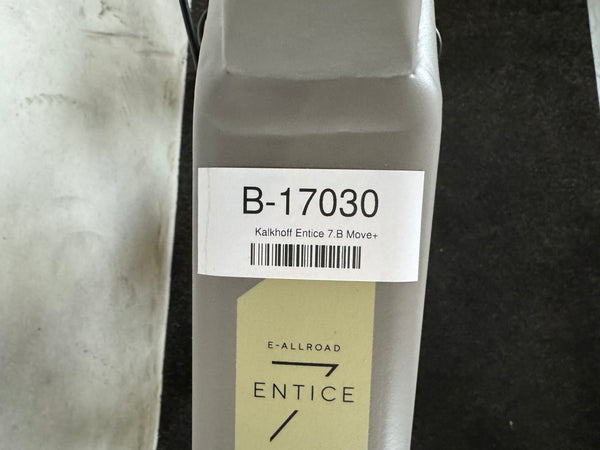 B-17030
Kalkhoff Entice 7.B Move+
E-ALLROAD
ENTICE